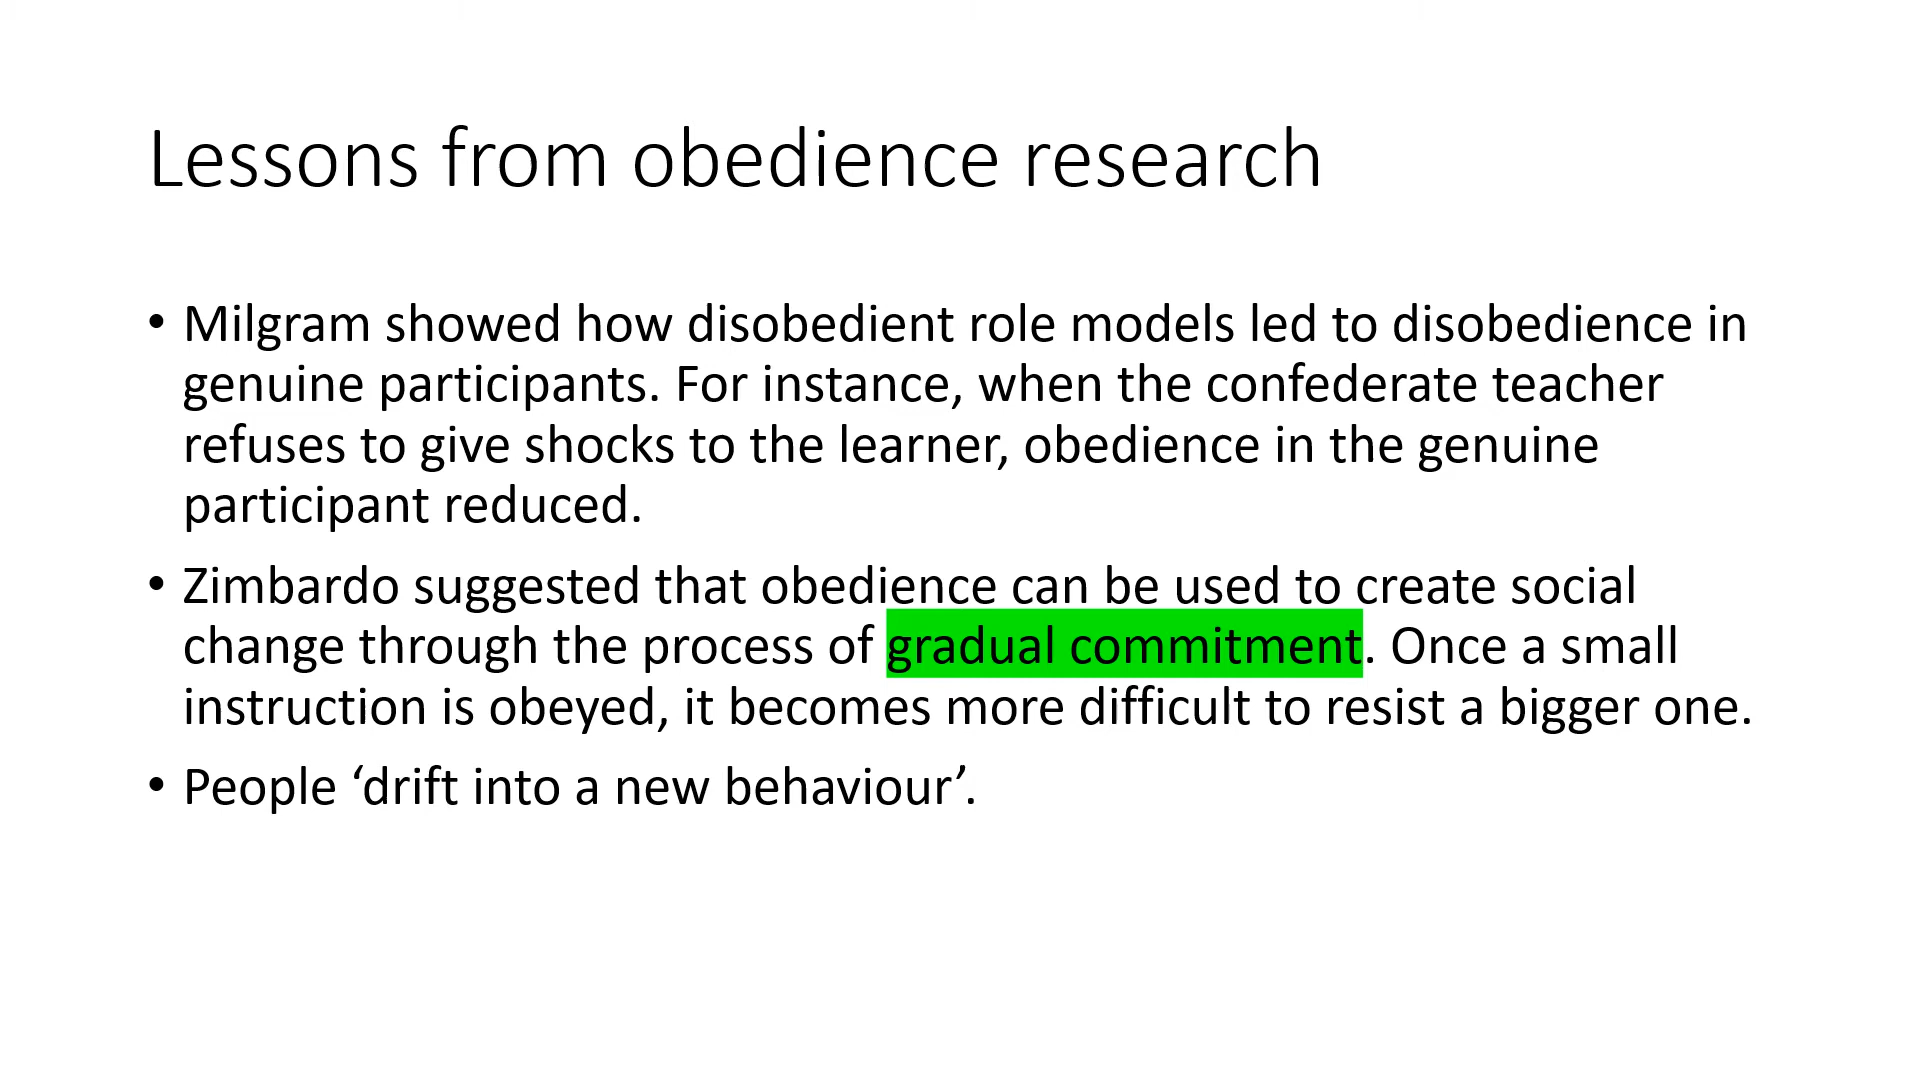 Lessons from obedience research
• Milgram showed how disobedient role models led to disobedience in
genuine participants. For instance, when the confederate teacher
refuses to give shocks to the learner, obedience in the genuine
participant reduced.
• Zimbardo suggested that obedience can be used to create social
change through the process of gradual commitment. Once a small
instruction is obeyed, it becomes more difficult to resist a bigger one.
• People ‘drift into a new behaviour’.